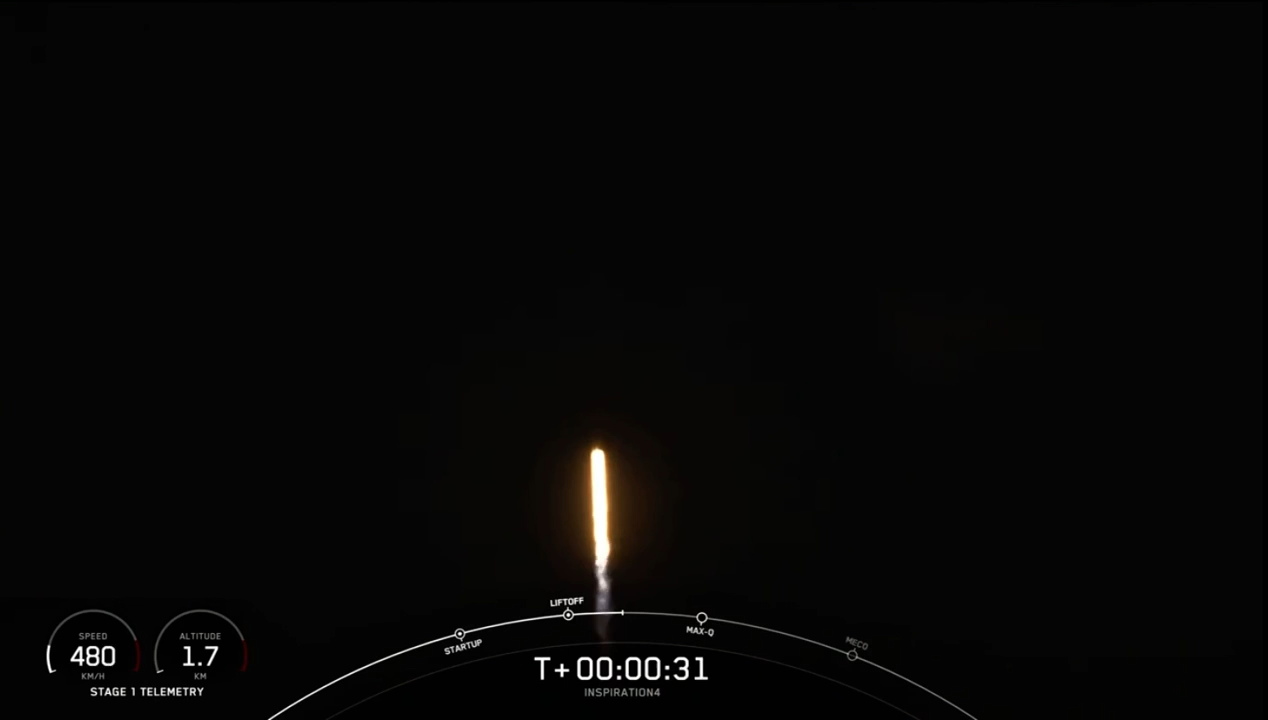 SPEED
480
KM/H
ALTITUDE
1.7
KM
STAGE 1 TELEMETRY
STARTUP
LIFTOFF
MAX-Q
MECO
T+00:00:31
INSPIRATION4